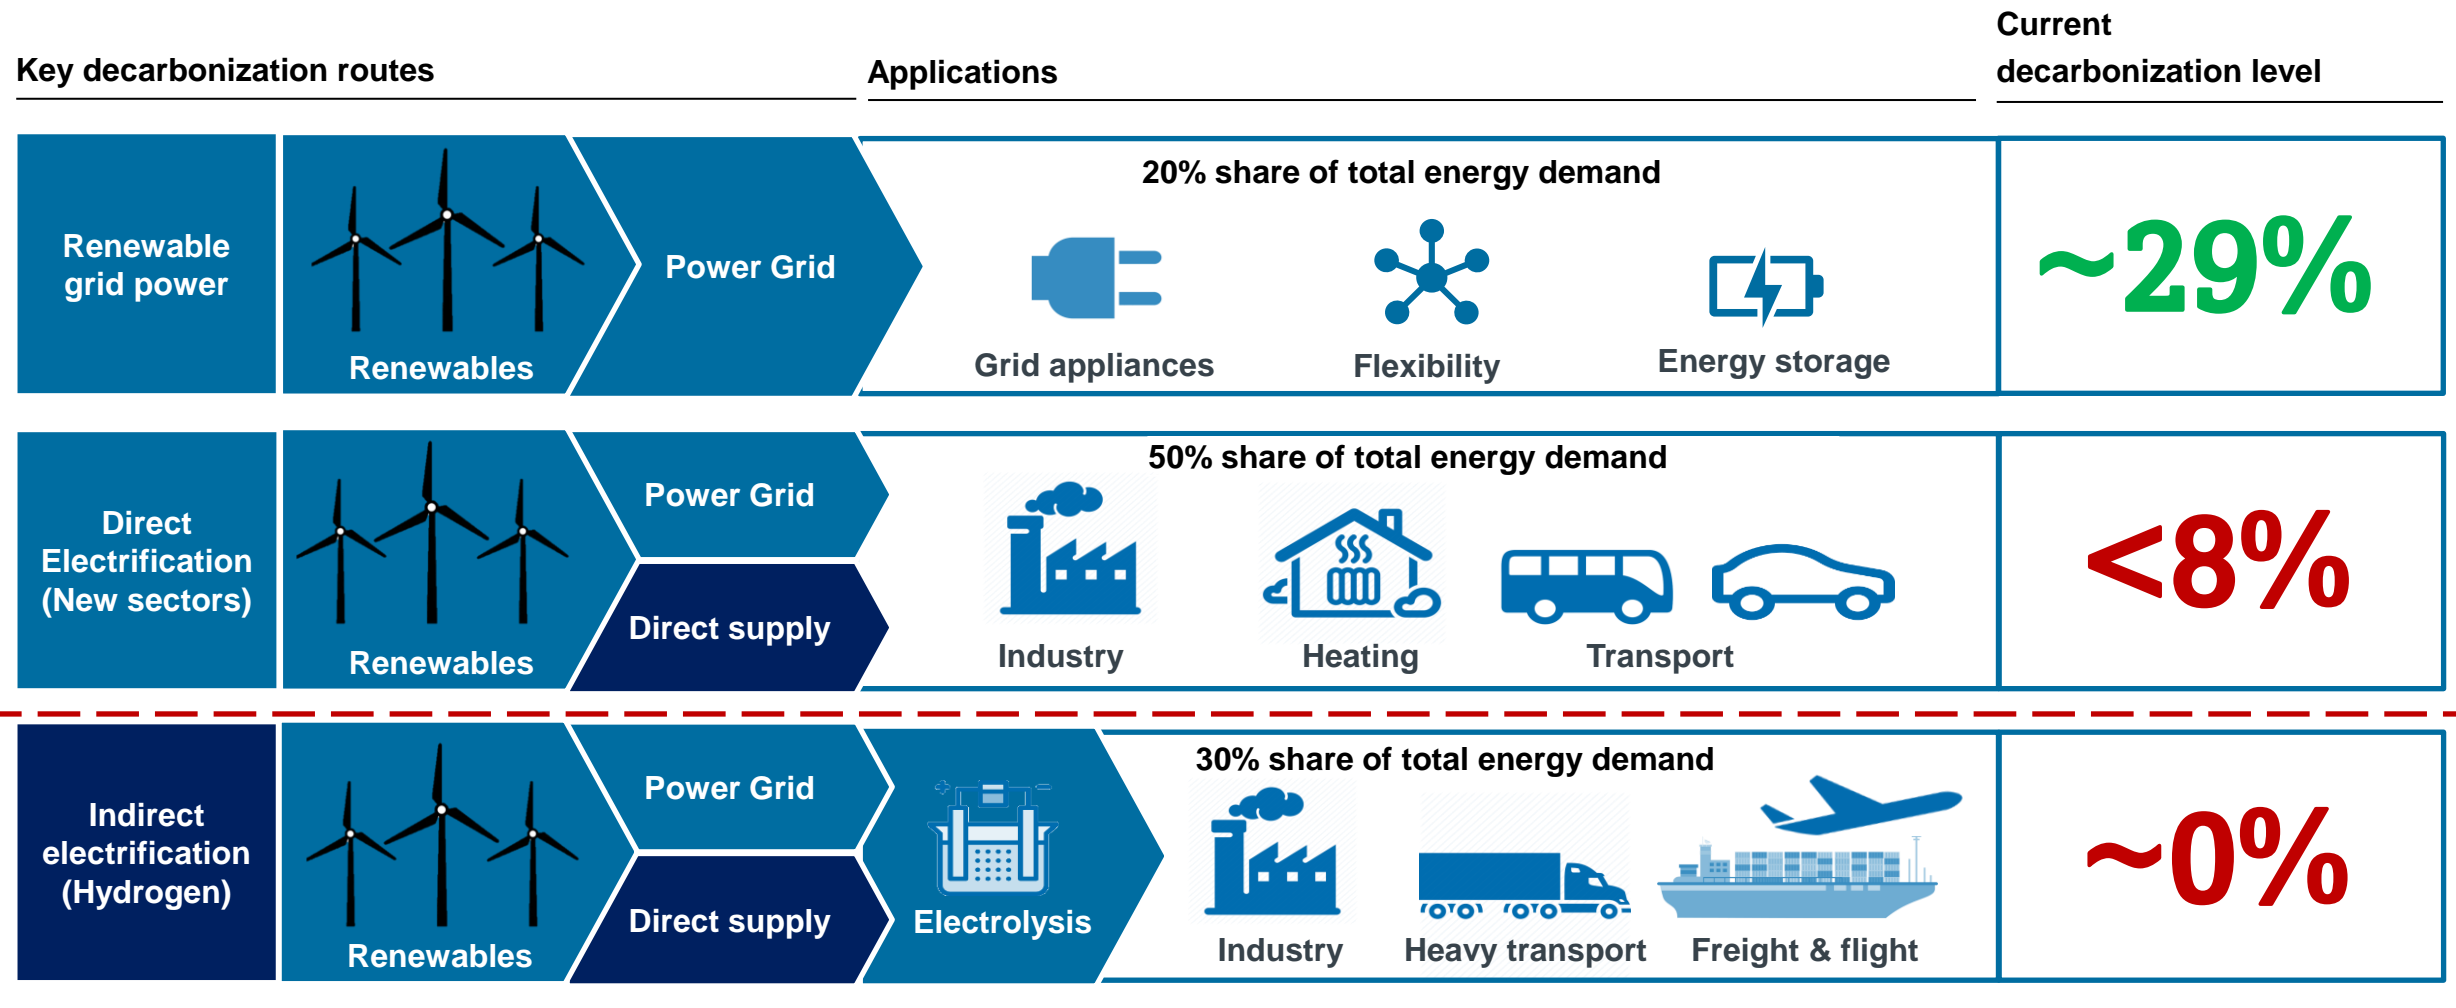 Key decarbonization routes
Applications
Current
decarbonization level
Renewable
grid power
Renewables
Power Grid
20% share of total energy demand
Grid appliances
Flexibility
Energy storage
~29%
Direct
Electrification
(New sectors)
Renewables
Power Grid
Direct supply
50% share of total energy demand
Industry
Heating
Transport
<8%
Indirect
electrification
(Hydrogen)
Renewables
Power Grid
Direct supply
Electrolysis
30% share of total energy demand
Industry
Heavy transport
Freight & flight
~0%